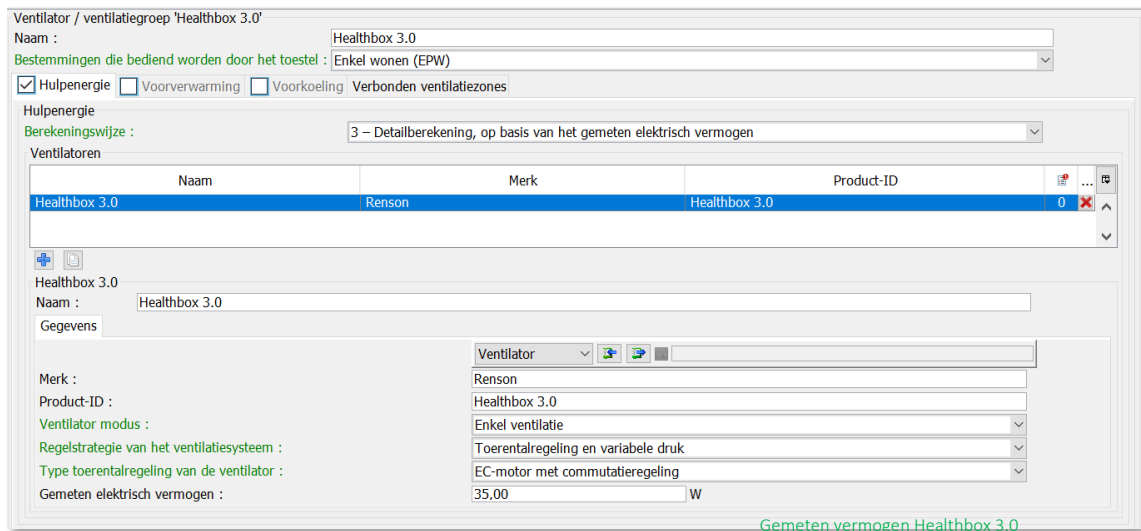 Ventilator / ventilatiegroep 'Healthbox 3.0'
Naam : Healthbox 3.0
Bestemmingen die bediend worden door het toestel : Enkel wonen (EPW)
Hulpenergie Voorverwarming Voorkoeling Verbonden ventilatiezones
Hulpenergie
Berekeningswijze : 3 – Detailberekening, op basis van het gemeten elektrisch vermogen
Ventilatoren
Naam Merk Product-ID ...
Healthbox 3.0 Renson Healthbox 3.0 0
Healthbox 3.0
Naam : Healthbox 3.0
Gegevens
Ventilator
Merk : Renson
Product-ID : Healthbox 3.0
Ventilator modus : Enkel ventilatie
Regelstrategie van het ventilatiesysteem : Toerentalregeling en variabele druk
Type toerentalregeling van de ventilator : EC-motor met commutatieregeling
Gemeten elektrisch vermogen : 35,00 W
Gemeten vermogen Healthbox 3.0